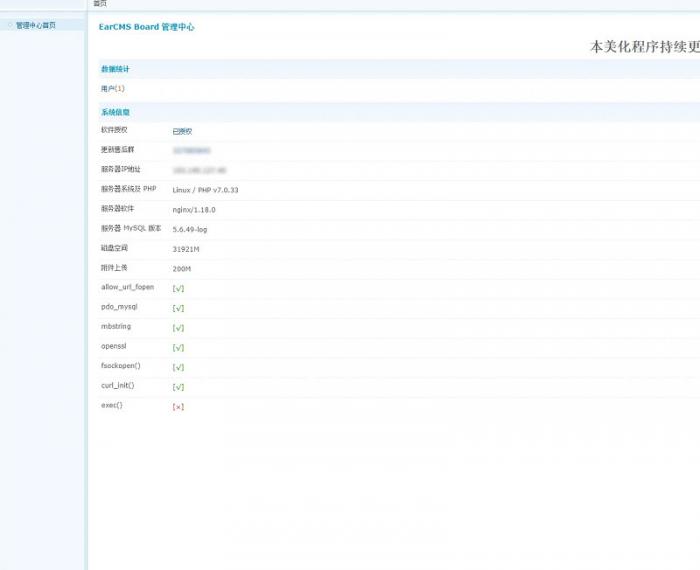 首页
管理中心首页
EarCMS Board 管理中心
本美化程序持续更
数据统计
用户(1)
系统信息
软件授权 已授权
更新售后群
服务器IP地址
服务器系统及 PHP Linux / PHP v7.0.33
服务器软件 nginx/1.18.0
服务器 MySQL 版本 5.6.49-log
磁盘空间 31921M
附件上传 200M
allow_url_fopen [√]
pdo_mysql [√]
mbstring [√]
openssl [√]
fsockopen() [√]
curl_init() [√]
exec() [×]